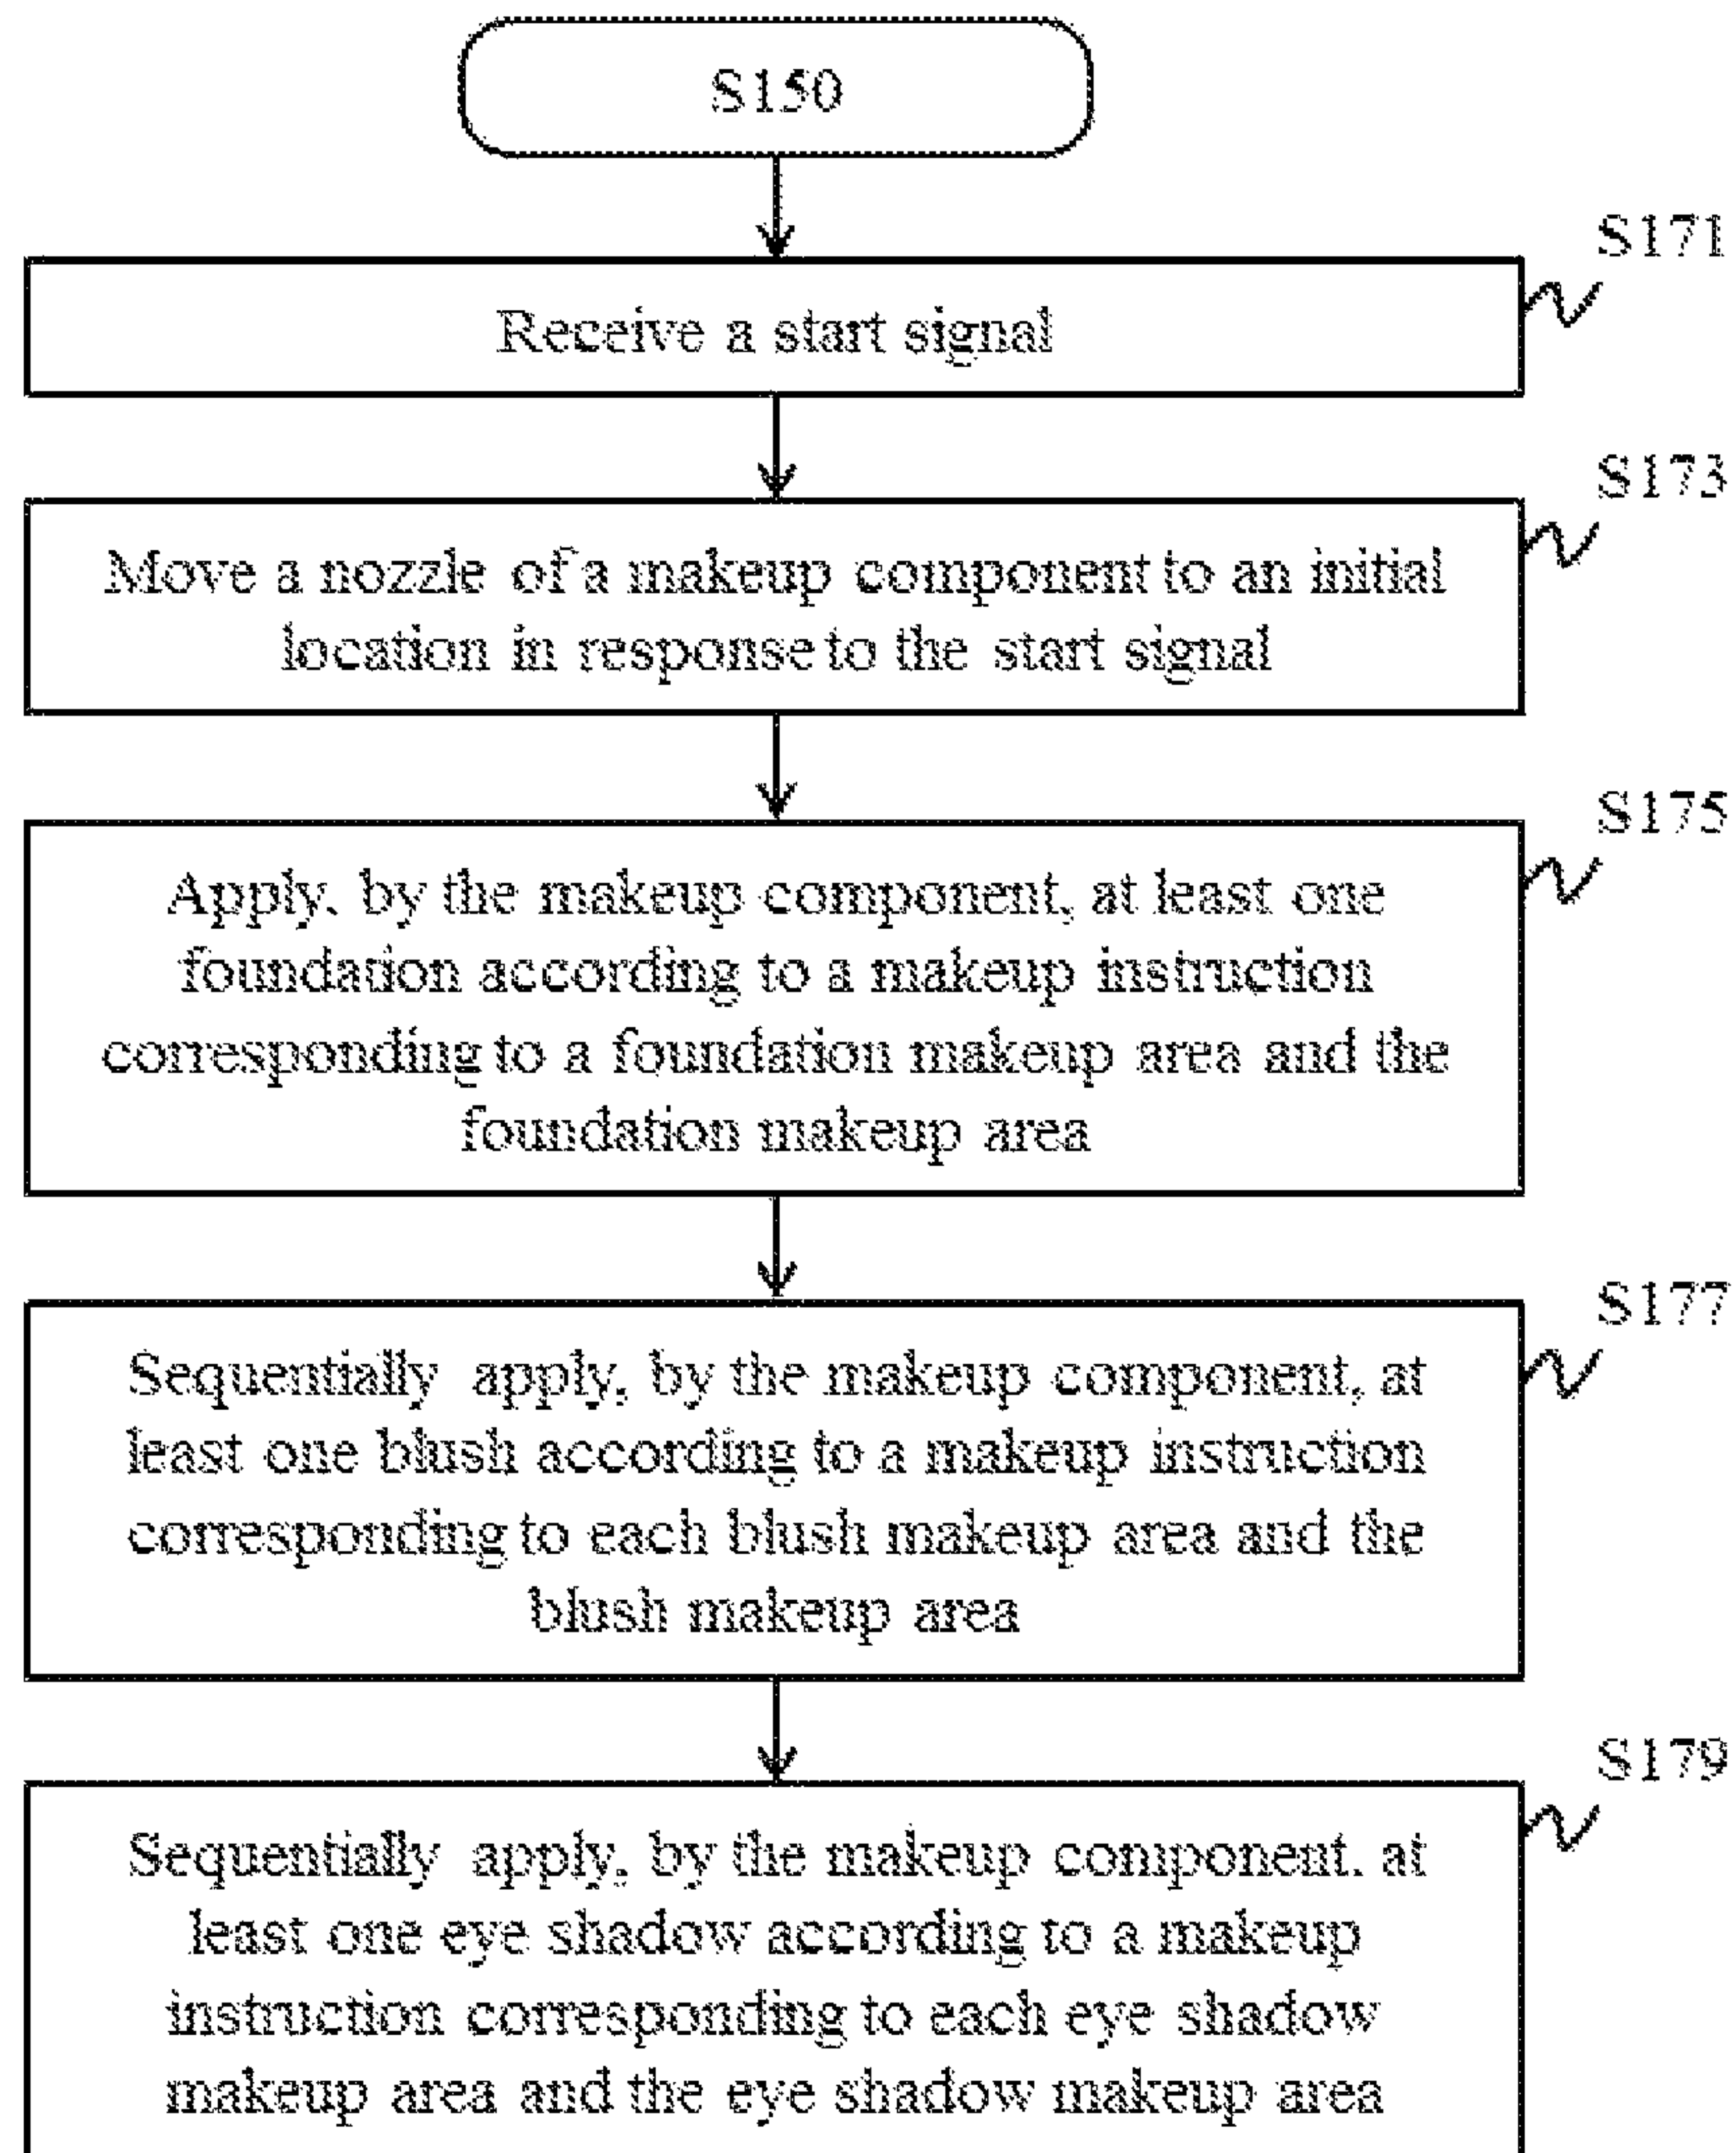 S150
S171
Receive a start signal
S173
Move a nozzle of a makeup component to an initial
location in response to the start signal
S175
Apply, by the makeup component, at least one
foundation according to a makeup instruction
corresponding to a foundation makeup area and the
foundation makeup area
S177
Sequentially apply, by the makeup component, at
least one blush according to a makeup instruction
corresponding to each blush makeup area and the
blush makeup area
S179
Sequentially apply, by the makeup component, at
least one eye shadow according to a makeup
instruction corresponding to each eye shadow
makeup area and the eye shadow makeup area